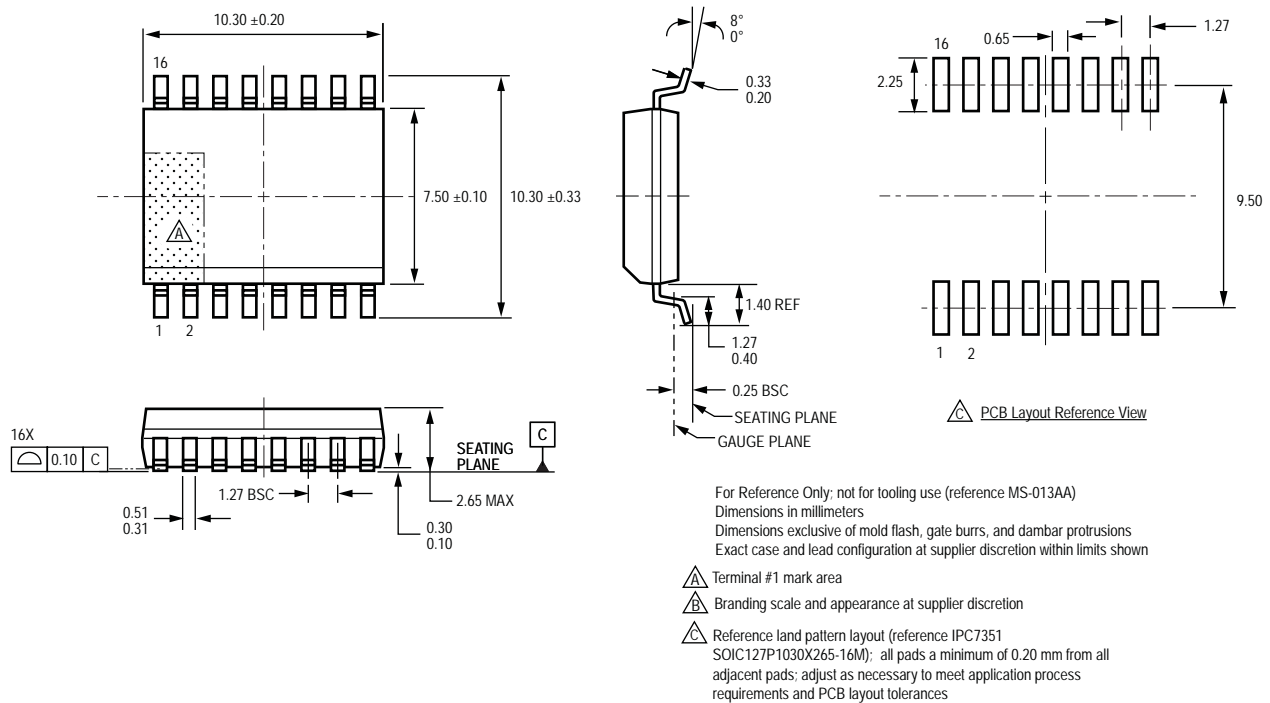 10.30 ±0.20
16
7.50 ±0.10
10.30 ±0.33
A
1 2
8°
0°
0.33
0.20
1.40 REF
1.27
0.40
0.25 BSC
SEATING PLANE
GAUGE PLANE
16
0.65
1.27
2.25
9.50
1 2
C PCB Layout Reference View
16X
0.10 C
0.51
0.31
1.27 BSC
SEATING
PLANE
C
2.65 MAX
0.30
0.10
For Reference Only; not for tooling use (reference MS-013AA)
Dimensions in millimeters
Dimensions exclusive of mold flash, gate burrs, and dambar protrusions
Exact case and lead configuration at supplier discretion within limits shown
A Terminal #1 mark area
B Branding scale and appearance at supplier discretion
C Reference land pattern layout (reference IPC7351
SOIC127P1030X265-16M); all pads a minimum of 0.20 mm from all
adjacent pads; adjust as necessary to meet application process
requirements and PCB layout tolerances